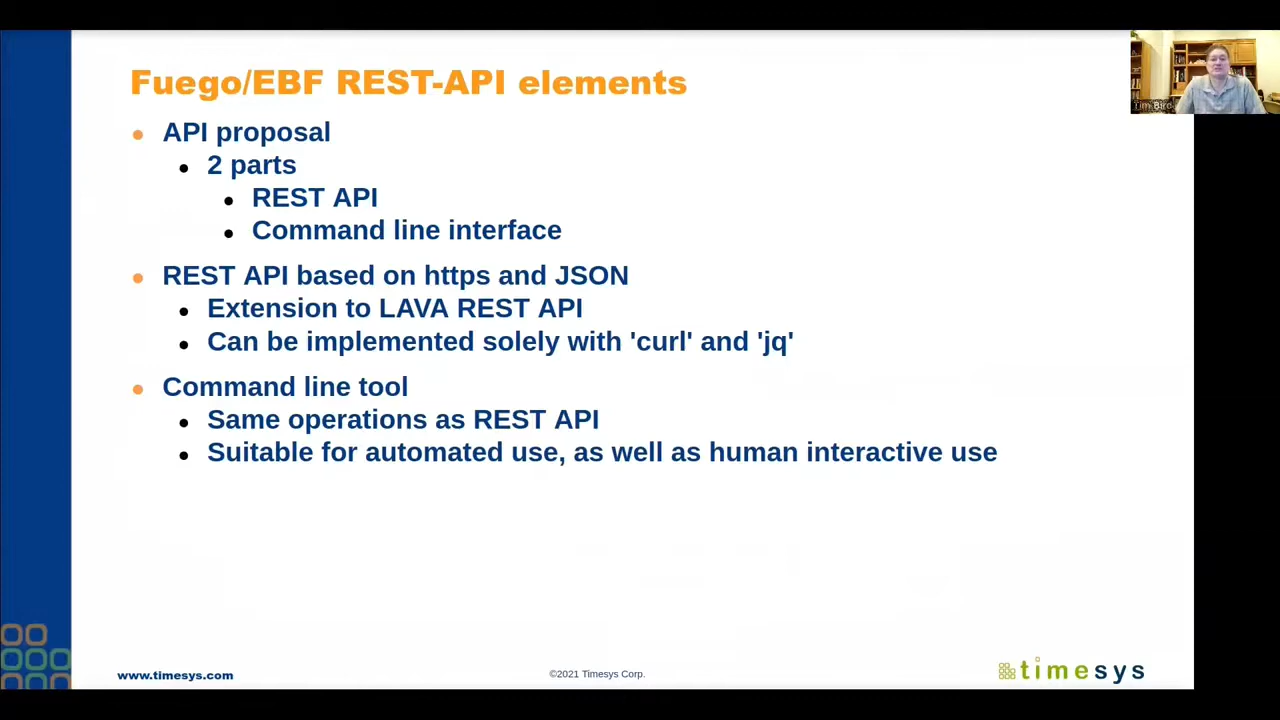 Fuego/EBF REST-API elements
API proposal
2 parts
REST API
Command line interface
REST API based on https and JSON
Extension to LAVA REST API
Can be implemented solely with 'curl' and 'jq'
Command line tool
Same operations as REST API
Suitable for automated use, as well as human interactive use
Tim Bird
www.timesys.com
©2021 Timesys Corp.
timesys